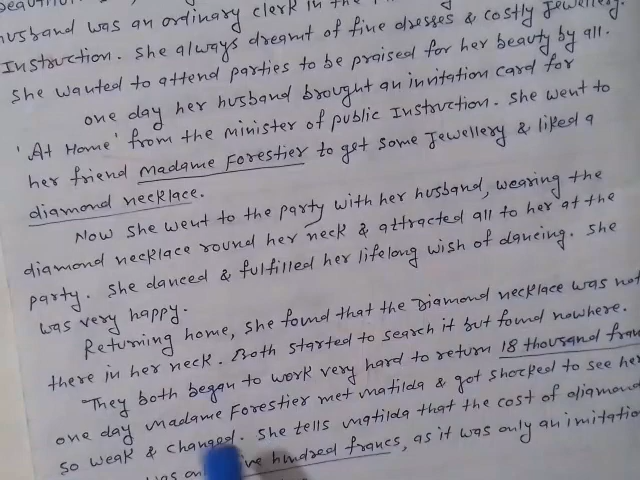 husband was an ordinary clerk in the
Instruction. She always dreamt of fine dresses & costly Jewellery.
She wanted to attend parties to be praised for her beauty by all.
one day her husband brought an invitation card for
'At Home' from the minister of public Instruction. She went to
her friend Madame Forestier to get some Jewellery & liked a
diamond necklace.
Now she went to the party with her husband, wearing the
diamond necklace round her neck & attracted all to her at the
party. She danced & fulfilled her lifelong wish of dancing. She
was very happy.
Returning home, she found that the Diamond necklace was not
there in her neck. Both started to search it but found nowhere.
They both began to work very hard to return 18 thousand fran
one day Madame Forestier met matilda & got shocked to see her
so weak & changed. She tells matilda that the cost of diamond
hundred francs, as it was only an imitatio